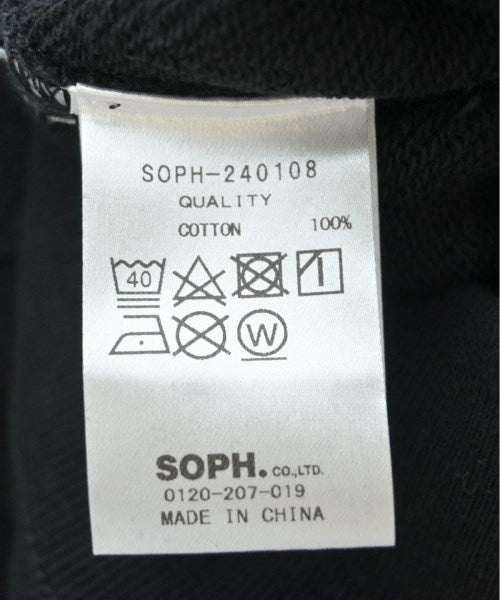 SOPH-240108
QUALITY
COTTON 100%
40
W
SOPH. CO.,LTD.
0120-207-019
MADE IN CHINA